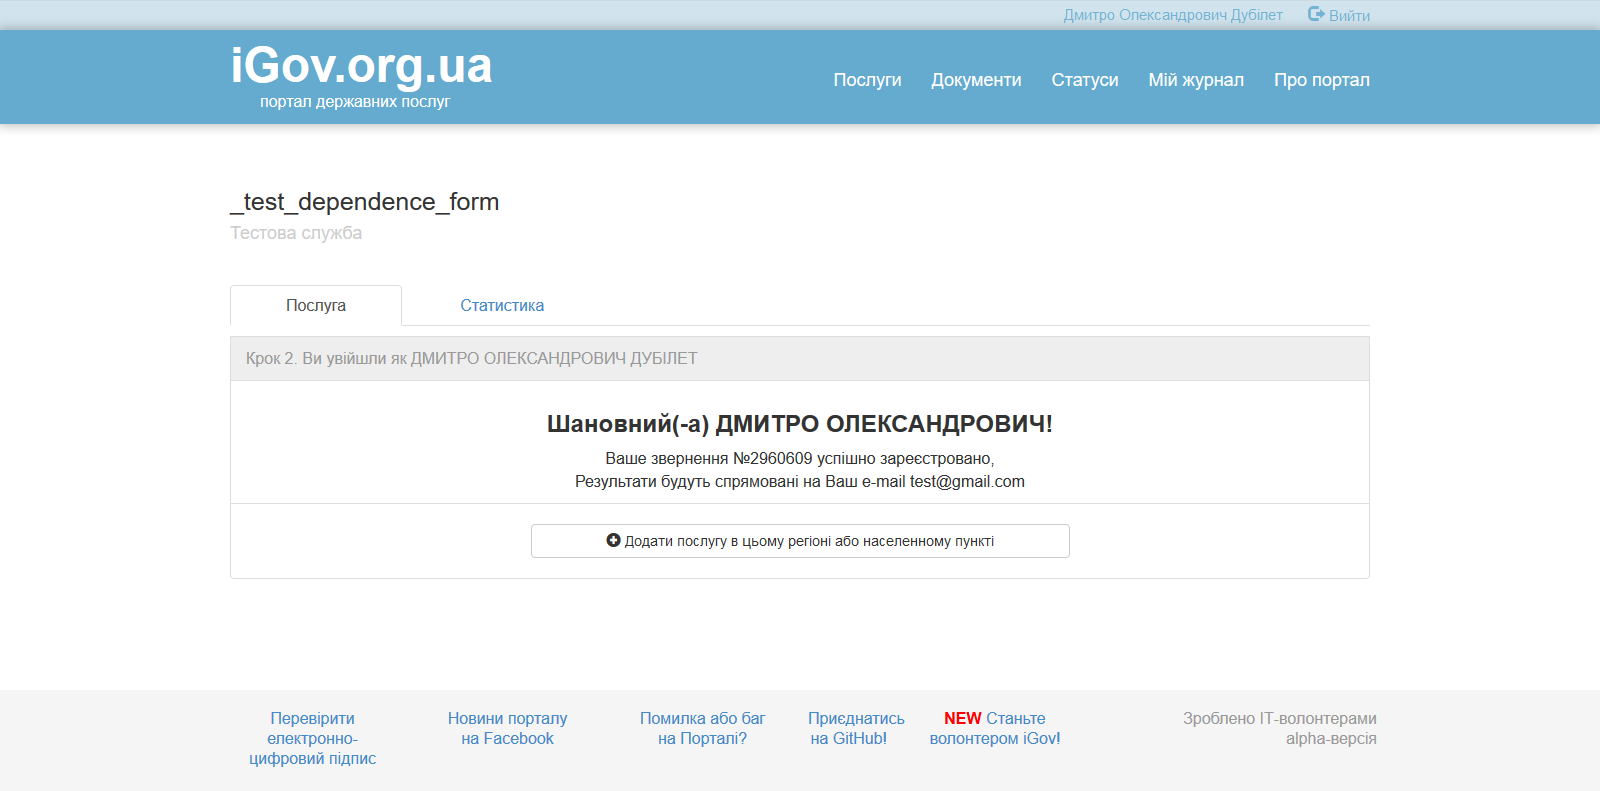 Дмитро Олександрович Дубілет Вийти
iGov.org.ua
портал державних послуг
Послуги Документи Статуси Мій журнал Про портал
_test_dependence_form
Тестова служба
Послуга Статистика
Крок 2. Ви увійшли як ДМИТРО ОЛЕКСАНДРОВИЧ ДУБІЛЕТ
Шановний(-а) ДМИТРО ОЛЕКСАНДРОВИЧ!
Ваше звернення №2960609 успішно зареєстровано,
Результати будуть спрямовані на Ваш e-mail test@gmail.com
Додати послугу в цьому регіоні або населенному пункті
Перевірити
електронно-
цифровий підпис
Новини порталу
на Facebook
Помилка або баг
на Порталі?
Приєднатись
на GitHub!
NEW Станьте
волонтером iGov!
Зроблено ІТ-волонтерами
alpha-версія